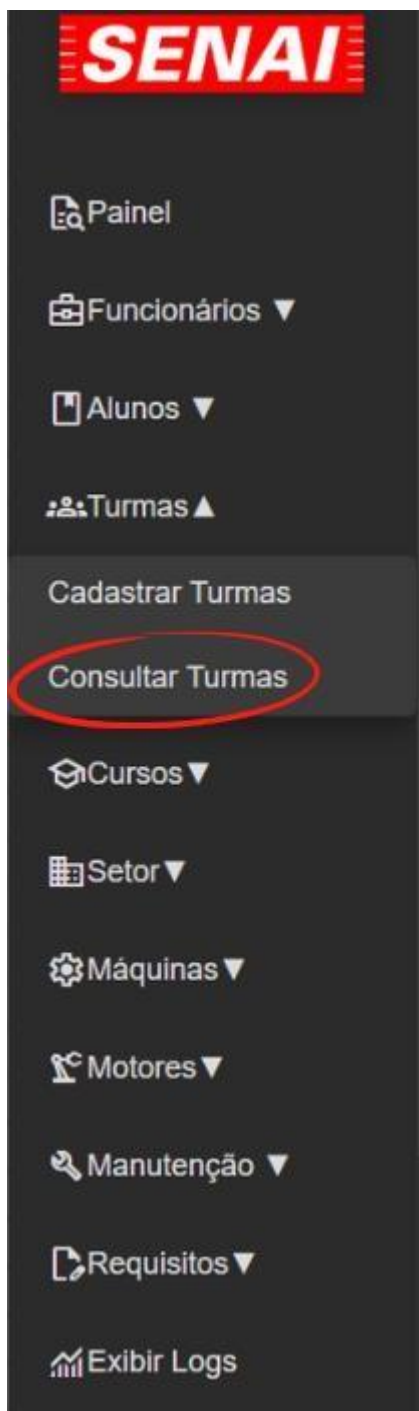 SENAI
Painel
Funcionários ▼
Alunos ▼
Turmas▲
Cadastrar Turmas
Consultar Turmas
Cursos▼
Setor▼
Máquinas▼
Motores▼
Manutenção ▼
Requisitos▼
Exibir Logs